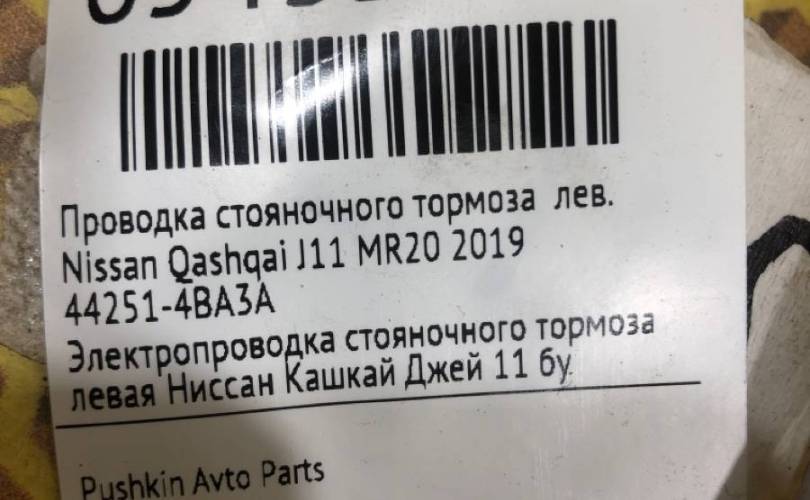 Проводка стояночного тормоза лев.
Nissan Qashqai J11 MR20 2019
44251-4BA3A
Электропроводка стояночного тормоза
левая Ниссан Кашкай Джей 11 бу
Pushkin Avto Parts